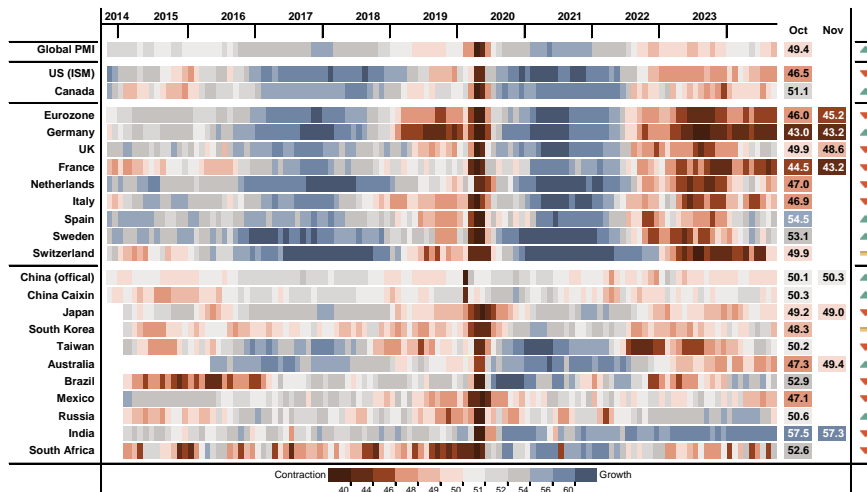 2014 2015 2016 2017 2018 2019 2020 2021 2022 2023
Oct Nov
Global PMI 49.4
US (ISM) 46.5
Canada 51.1
Eurozone 46.0 45.2
Germany 43.0 43.2
UK 49.9 48.6
France 44.5 43.2
Netherlands 47.0
Italy 46.9
Spain 54.5
Sweden 53.1
Switzerland 49.9
China (offical) 50.1 50.3
China Caixin 50.3
Japan 49.2 49.0
South Korea 48.3
Taiwan 50.2
Australia 47.3 49.4
Brazil 52.9
Mexico 47.1
Russia 50.6
India 57.5 57.3
South Africa 52.6
Contraction Growth
40 44 46 48 49 50 51 52 54 56 60